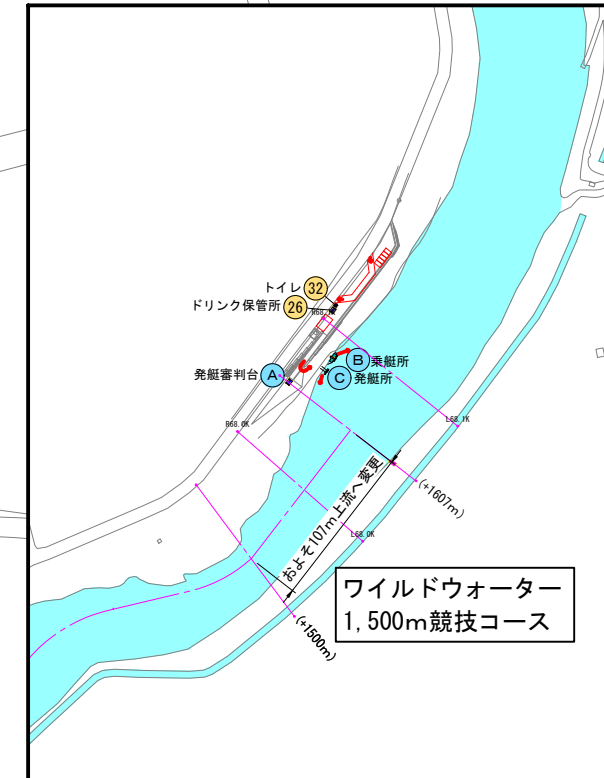 トイレ 32
ドリンク保管所 26
B 乗艇所
発艇審判台 A
C 発艇所
L68.1K
R68.0K
(+1607m)
およそ107m上流へ変更
L68.0K
ワイルドウォーター
1,500m競技コース
(+1500m)